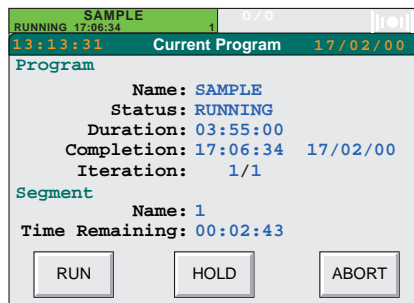 SAMPLE
RUNNING 17:06:34 1
0/0
13:13:31 Current Program 17/02/00
Program
Name: SAMPLE
Status: RUNNING
Duration: 03:55:00
Completion: 17:06:34 17/02/00
Iteration: 1/1
Segment
Name: 1
Time Remaining: 00:02:43
RUN HOLD ABORT